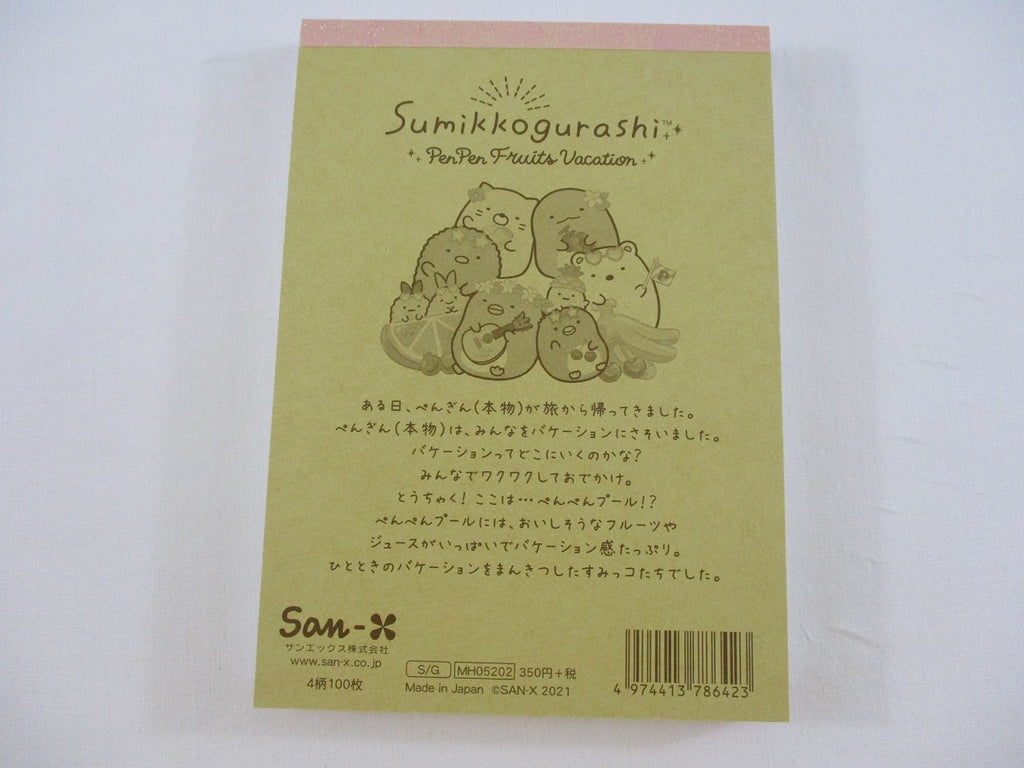 Sumikkogurashi™
PenPen Fruits Vacation
ある日、ぺんぎん(本物)が旅から帰ってきました。
ぺんぎん(本物)は、みんなをバケーションにさそいました。
バケーションってどこにいくのかな?
みんなでワクワクしておでかけ。
とうちゃく!ここは…ぺんぺんプール!?
ぺんぺんプールには、おいしそうなフルーツや
ジュースがいっぱいでバケーション感たっぷり。
ひとときのバケーションをまんきつしたすみっコたちでした。
San-X
サンエックス株式会社
www.san-x.co.jp
4柄100枚
S/G MH05202 350円+税
Made in Japan ©SAN-X 2021
4 974413 786423